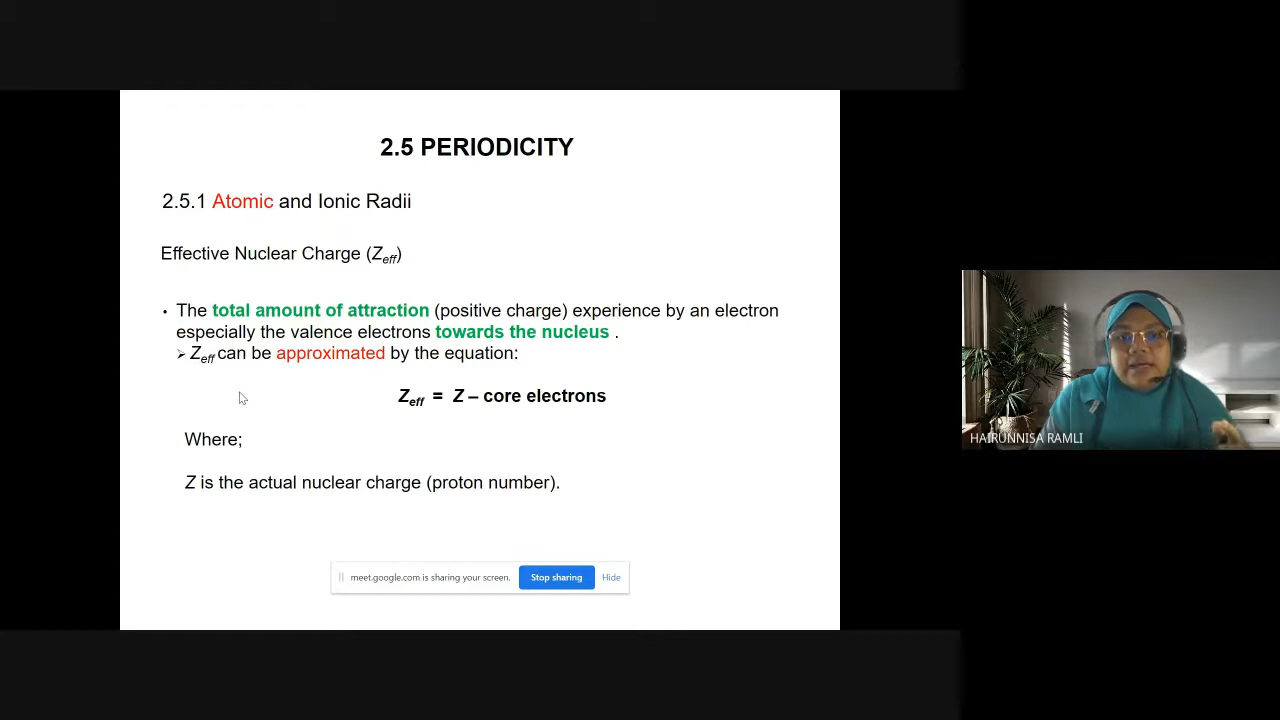 2.5 PERIODICITY
2.5.1 Atomic and Ionic Radii
Effective Nuclear Charge (Zeff)
• The total amount of attraction (positive charge) experience by an electron
especially the valence electrons towards the nucleus .
➢ Zeff can be approximated by the equation:
Zeff = Z – core electrons
Where;
Z is the actual nuclear charge (proton number).
meet.google.com is sharing your screen. Stop sharing Hide
HAIRUNNISA RAMLI